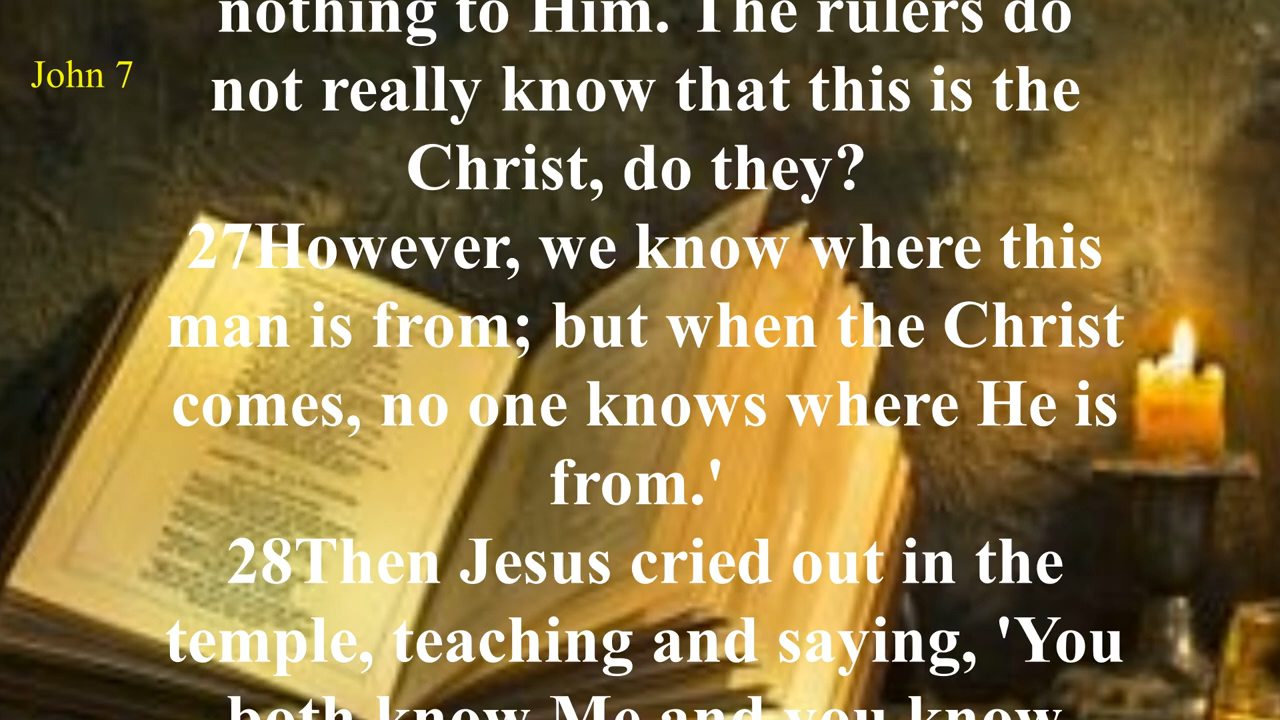 nothing to Him. The rulers do
John 7
not really know that this is the
Christ, do they?
27However, we know where this
man is from; but when the Christ
comes, no one knows where He is
from.'
28Then Jesus cried out in the
temple, teaching and saying, 'You
both know Me and you know